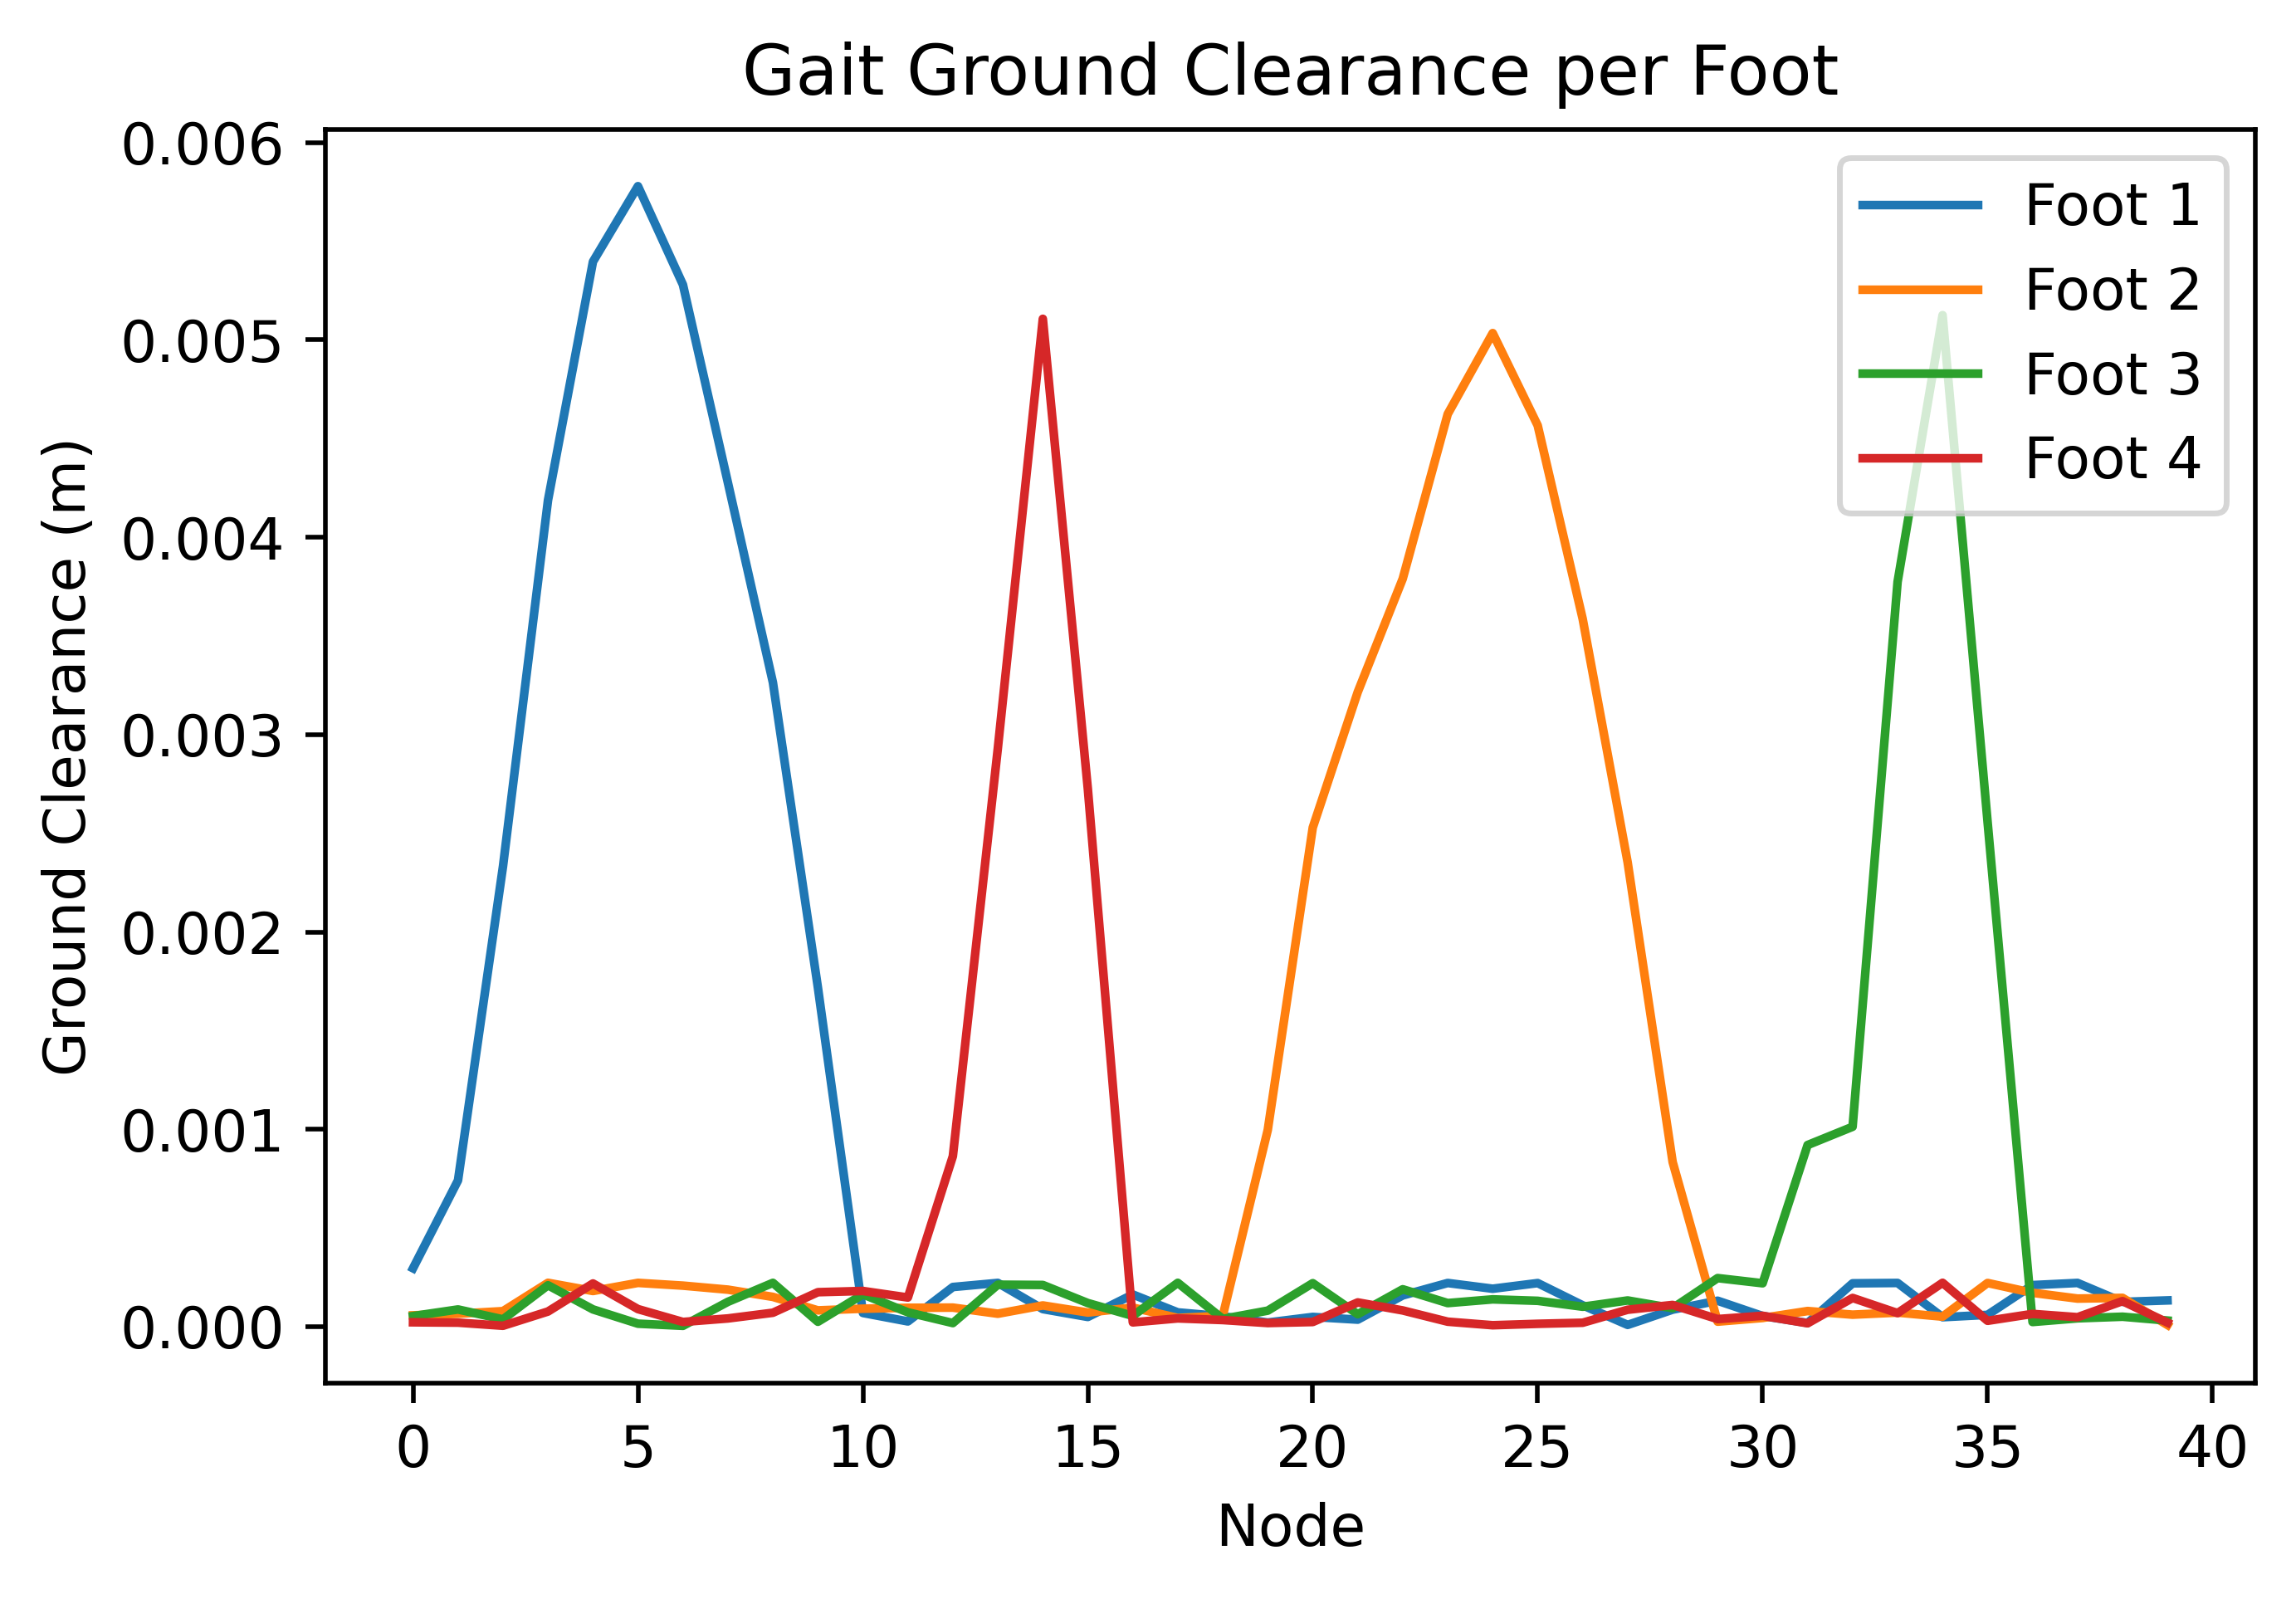 Gait Ground Clearance per Foot
0.006
0.005
0.004
0.003
0.002
0.001
0.000
Ground Clearance (m)
Foot 1
Foot 2
Foot 3
Foot 4
0 5 10 15 20 25 30 35 40
Node